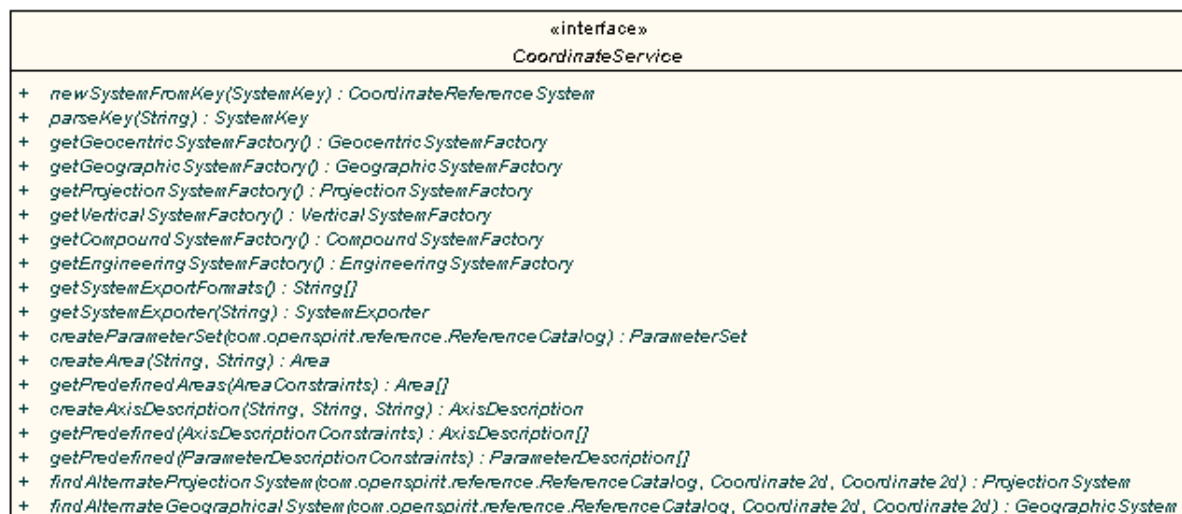 «interface»
CoordinateService
+ newSystemFromKey(SystemKey) : CoordinateReferenceSystem
+ parseKey(String) : SystemKey
+ getGeocentricSystemFactory() : GeocentricSystemFactory
+ getGeographicSystemFactory() : GeographicSystemFactory
+ getProjectionSystemFactory() : ProjectionSystemFactory
+ getVerticalSystemFactory() : VerticalSystemFactory
+ getCompoundSystemFactory() : CompoundSystemFactory
+ getEngineeringSystemFactory() : EngineeringSystemFactory
+ getSystemExportFormats() : String[]
+ getSystemExporter(String) : SystemExporter
+ createParameterSet(com.openspirit.reference.ReferenceCatalog) : ParameterSet
+ createArea(String, String) : Area
+ getPredefinedAreas(AreaConstraints) : Area[]
+ createAxisDescription(String, String, String) : AxisDescription
+ getPredefined(AxisDescriptionConstraints) : AxisDescription[]
+ getPredefined(ParameterDescriptionConstraints) : ParameterDescription[]
+ findAlternateProjectionSystem(com.openspirit.reference.ReferenceCatalog, Coordinate2d, Coordinate2d) : ProjectionSystem
+ findAlternateGeographicalSystem(com.openspirit.reference.ReferenceCatalog, Coordinate2d, Coordinate2d) : GeographicSystem